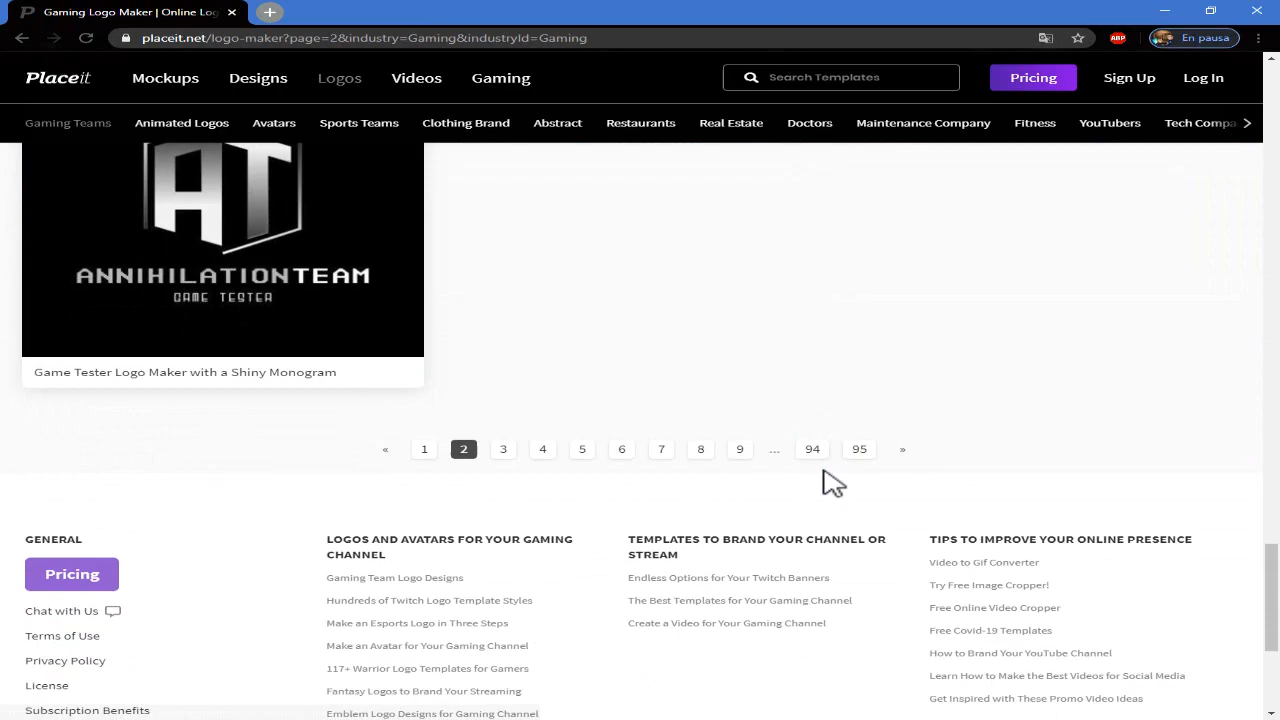 Gaming Logo Maker | Online Log
placeit.net/logo-maker?page=2&industry=Gaming&industryId=Gaming
ABP
En pausa
Placeit
Mockups
Designs
Logos
Videos
Gaming
Search Templates
Pricing
Sign Up
Log In
Gaming Teams
Animated Logos
Avatars
Sports Teams
Clothing Brand
Abstract
Restaurants
Real Estate
Doctors
Maintenance Company
Fitness
YouTubers
Tech Compa
AT
ANNIHILATIONTEAM
GAME TESTER
Game Tester Logo Maker with a Shiny Monogram
« 1 2 3 4 5 6 7 8 9 ... 94 95 »
GENERAL
Pricing
Chat with Us
Terms of Use
Privacy Policy
License
Subscription Benefits
LOGOS AND AVATARS FOR YOUR GAMING
CHANNEL
Gaming Team Logo Designs
Hundreds of Twitch Logo Template Styles
Make an Esports Logo in Three Steps
Make an Avatar for Your Gaming Channel
117+ Warrior Logo Templates for Gamers
Fantasy Logos to Brand Your Streaming
Emblem Logo Designs for Gaming Channel
TEMPLATES TO BRAND YOUR CHANNEL OR
STREAM
Endless Options for Your Twitch Banners
The Best Templates for Your Gaming Channel
Create a Video for Your Gaming Channel
TIPS TO IMPROVE YOUR ONLINE PRESENCE
Video to Gif Converter
Try Free Image Cropper!
Free Online Video Cropper
Free Covid-19 Templates
How to Brand Your YouTube Channel
Learn How to Make the Best Videos for Social Media
Get Inspired with These Promo Video Ideas